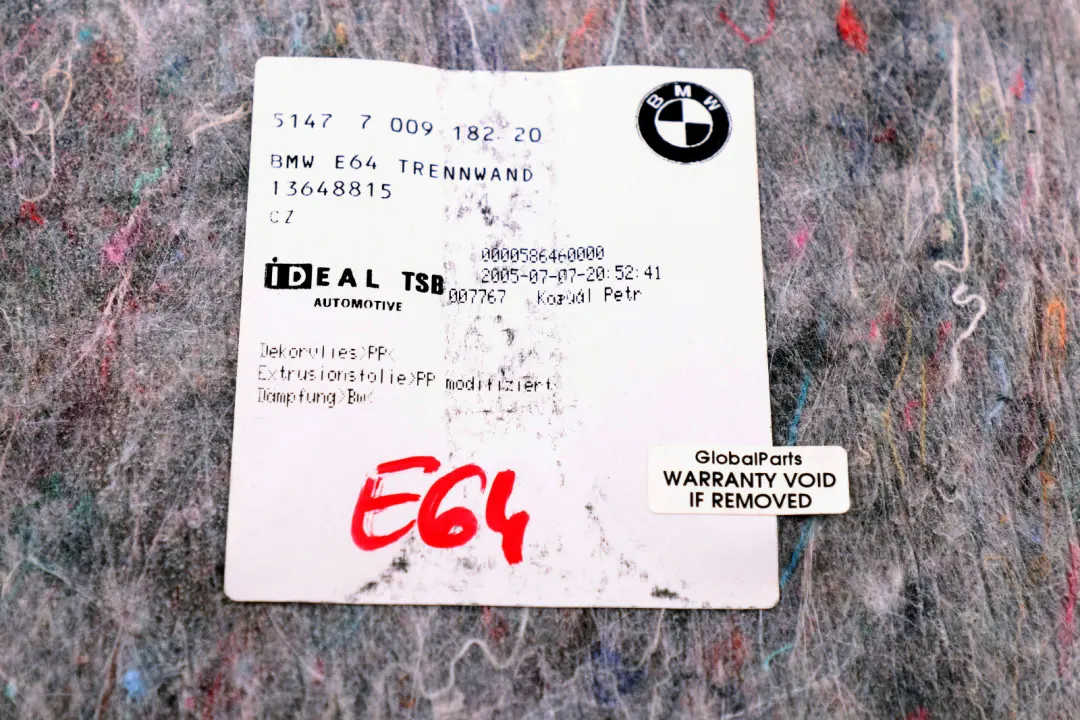 5147 7 009 182 20
BMW
BMW E64 TRENNWAND
13648815
CZ
0000586460000
2005-07-07-20:52:41
007767 Petr
iDEAL TSB
AUTOMOTIVE
Dekorvlies>PP<
Extrusionsfolie>PP modifiziert<
Dämpfung>BW<
E64
GlobalParts
WARRANTY VOID
IF REMOVED